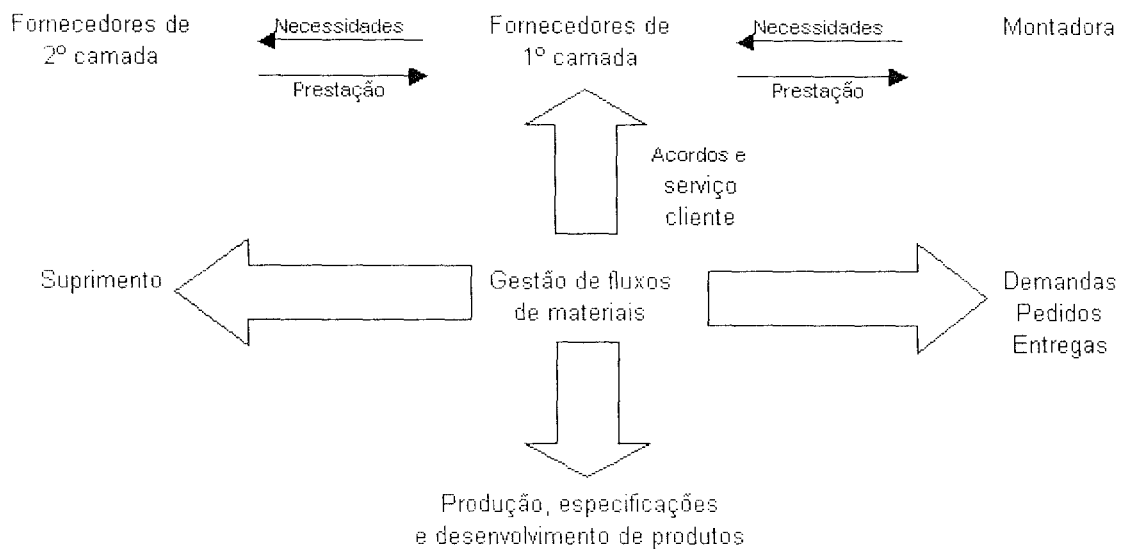 Fornecedores de
2º camada
Necessidades
Prestação
Fornecedores de
1º camada
Necessidades
Prestação
Montadora
Acordos e
serviço
cliente
Suprimento
Gestão de fluxos
de materiais
Demandas
Pedidos
Entregas
Produção, especificações
e desenvolvimento de produtos